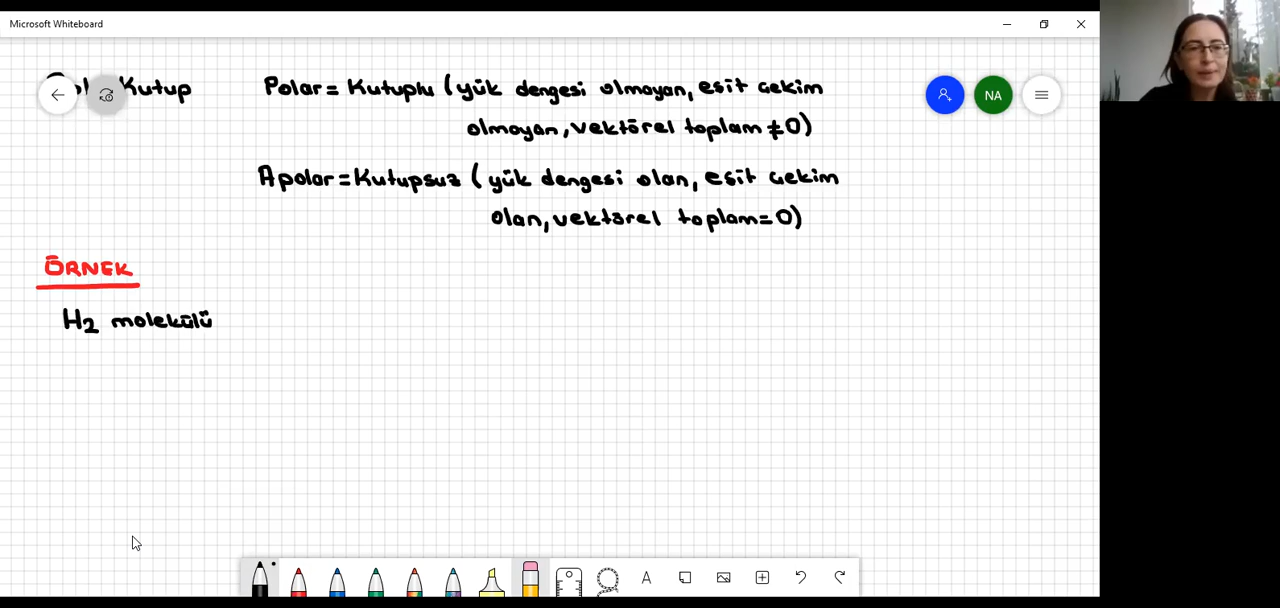 Microsoft Whiteboard
Kutup
Polar = Kutuplu (yük dengesi olmayan, eşit çekim
olmayan, vektörel toplam ≠ 0)
NA
Apolar = Kutupsuz (yük dengesi olan, eşit çekim
olan, vektörel toplam = 0)
ÖRNEK
H2 molekülü
A